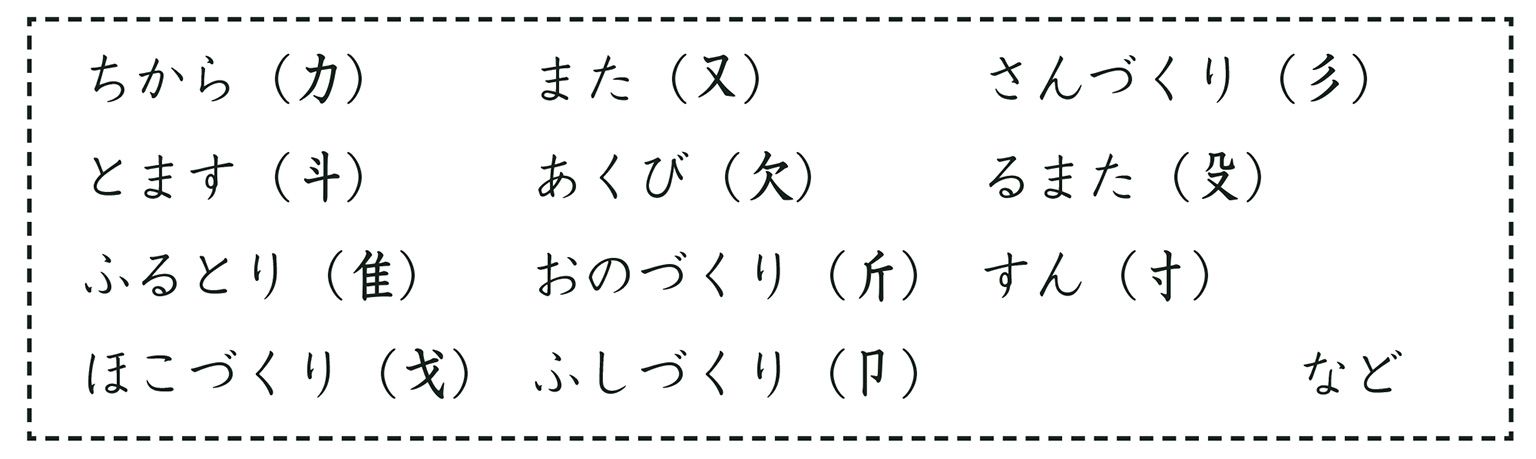 ちから（力） また（又） さんづくり（彡）
とます（斗） あくび（欠） るまた（殳）
ふるとり（隹） おのづくり（斤） すん（寸）
ほこづくり（戈） ふしづくり（卩） など